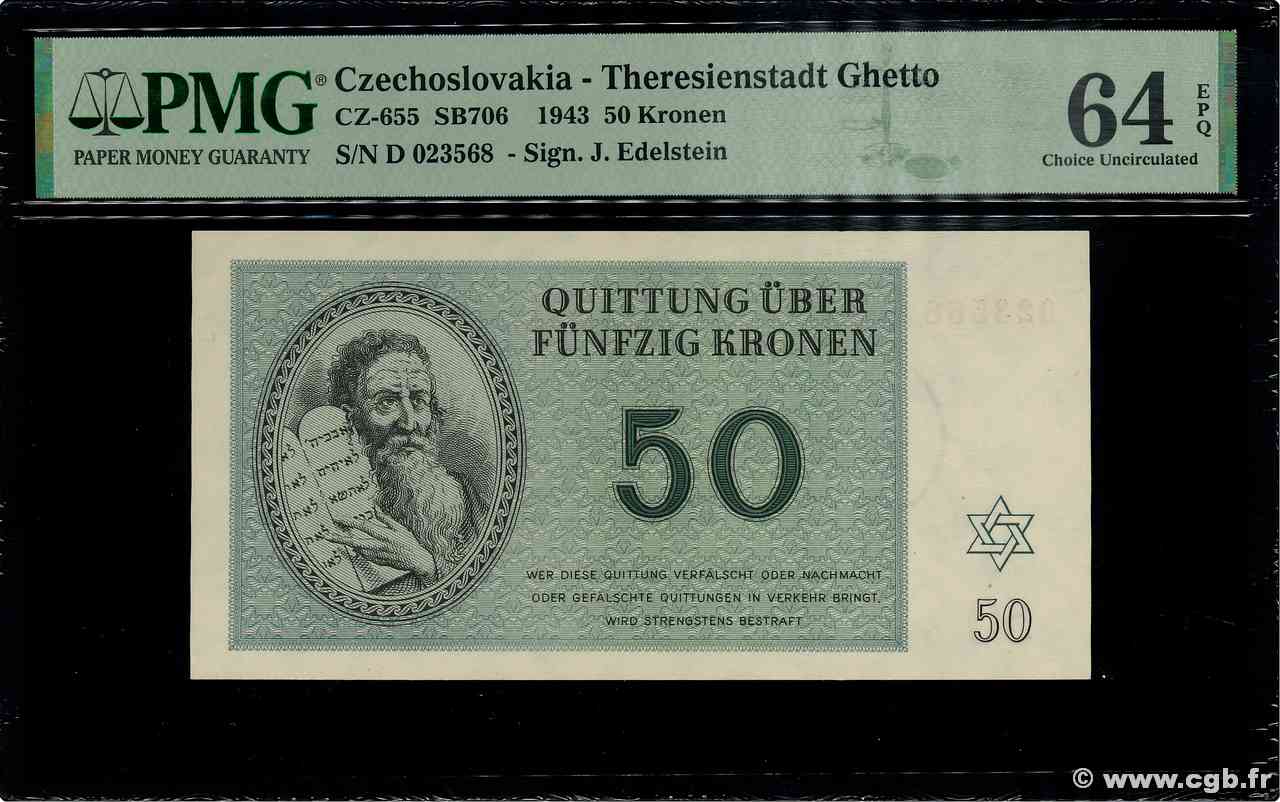 PMG® Czechoslovakia - Theresienstadt Ghetto
CZ-655 SB706 1943 50 Kronen
S/N D 023568 - Sign. J. Edelstein
PAPER MONEY GUARANTY
64 EPQ
Choice Uncirculated
QUITTUNG ÜBER
FÜNFZIG KRONEN
50
WER DIESE QUITTUNG VERFÄLSCHT ODER NACHMACHT
ODER GEFÄLSCHTE QUITTUNGEN IN VERKEHR BRINGT,
WIRD STRENGSTENS BESTRAFT
50
© www.cgb.fr